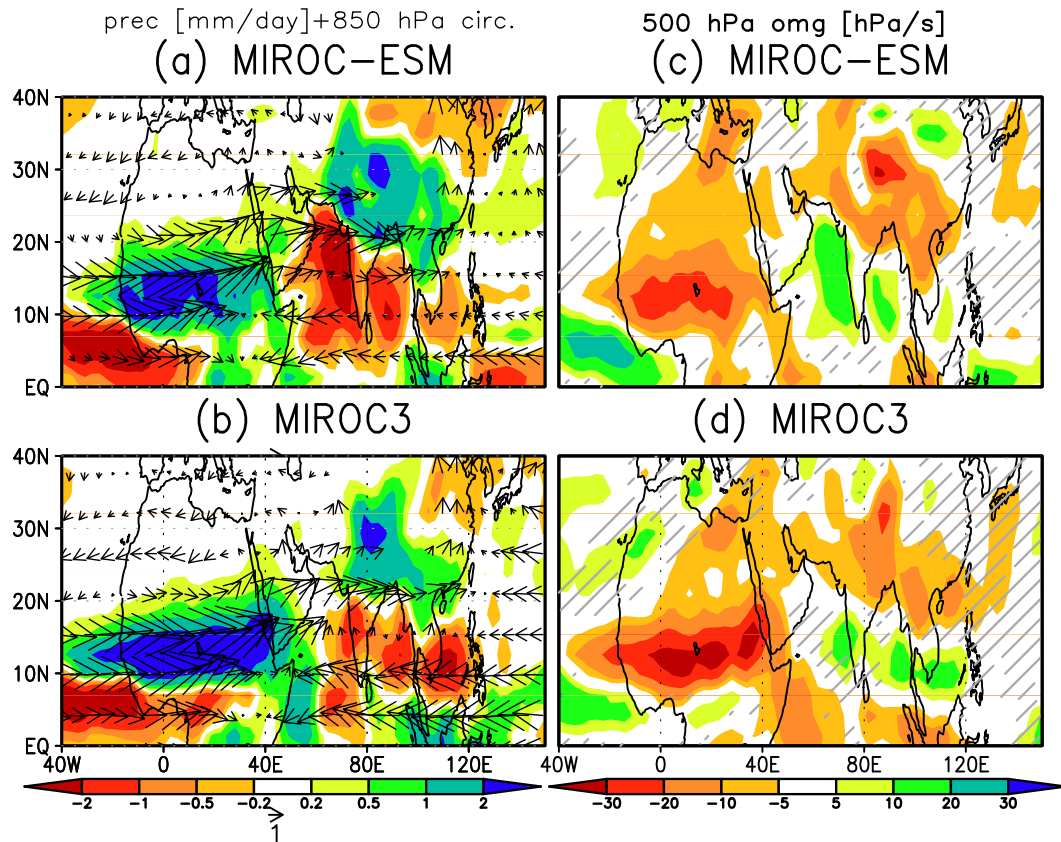 prec [mm/day]+850 hPa circ.
500 hPa omg [hPa/s]
(a) MIROC-ESM
(c) MIROC-ESM
40N
30N
20N
10N
EQ
(b) MIROC3
(d) MIROC3
40N
30N
20N
10N
EQ
40W 0 40E 80E 120E
40W 0 40E 80E 120E
-2 -1 -0.5 -0.2 0.2 0.5 1 2
-30 -20 -10 -5 5 10 20 30
1